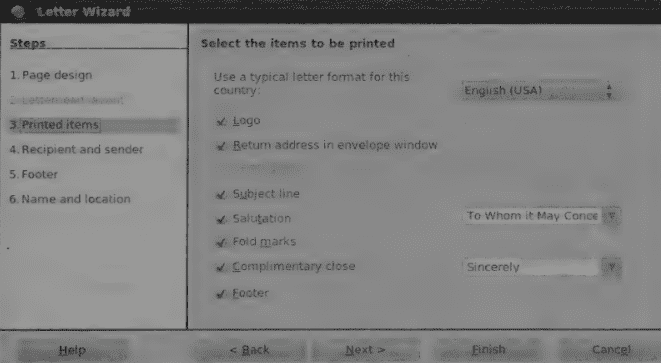 Letter Wizard
Steps
1. Page design
2. Letterhead layout
3. Printed items
4. Recipient and sender
5. Footer
6. Name and location
Select the items to be printed
Use a typical letter format for this
country:
English (USA)
Logo
Return address in envelope window
Subject line
Salutation
To Whom it May Conce
Fold marks
Complimentary close
Sincerely
Footer
Help
< Back
Next >
Finish
Cancel